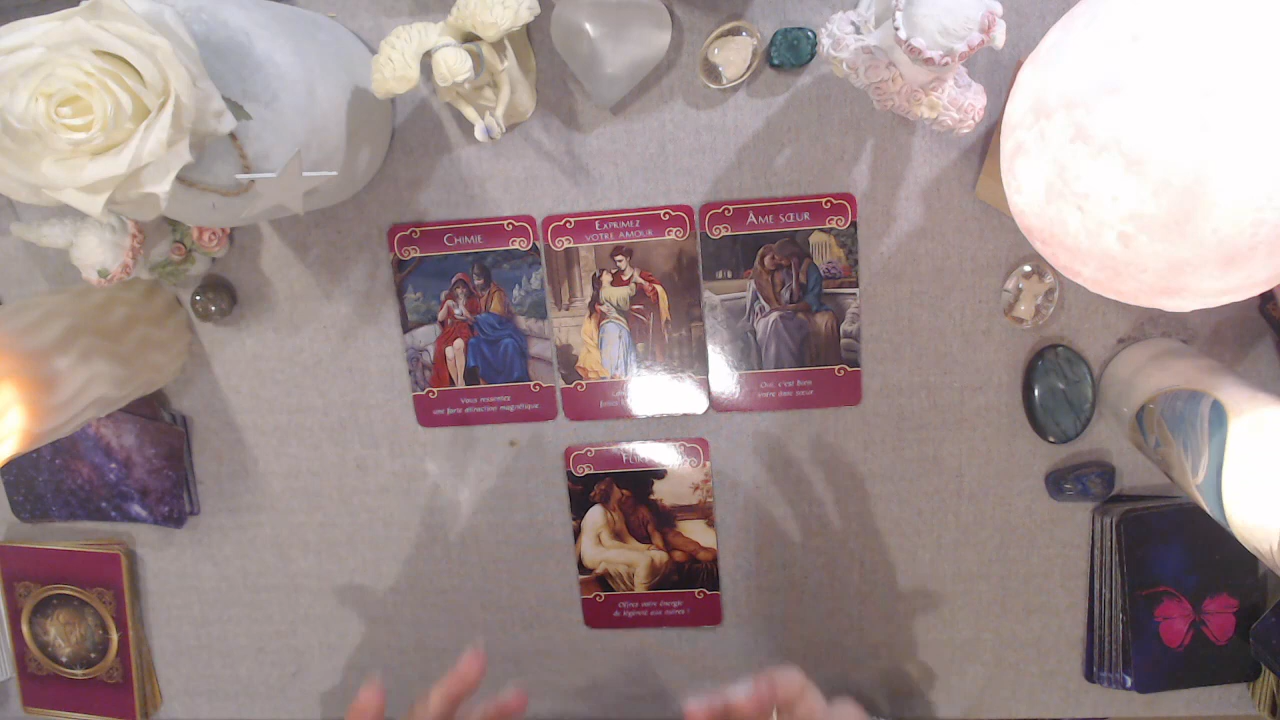 CHIMIE
Vous ressentez
une forte attraction magnétique
EXPRIMEZ
VOTRE AMOUR
ÂME SŒUR
Oui, c'est bien
votre âme sœur
Offrez votre énergie
de légèreté aux autres !